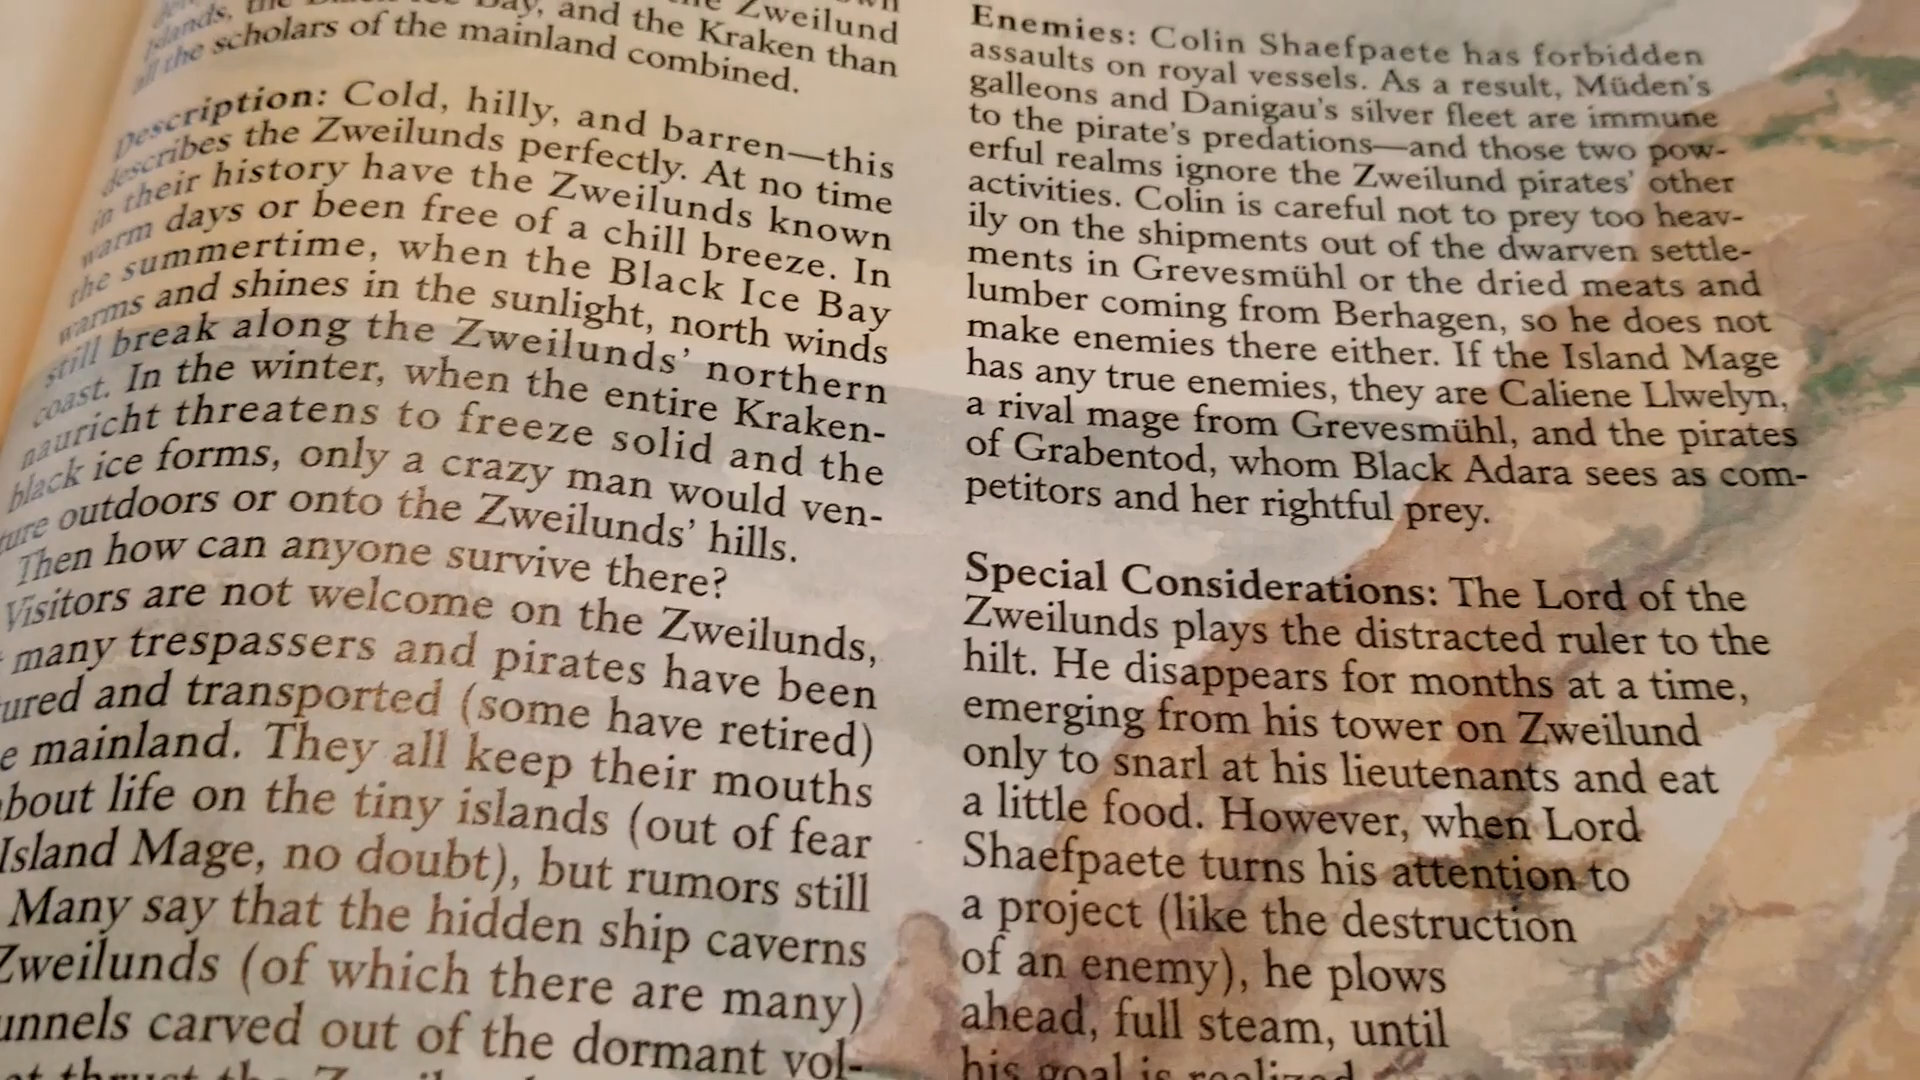 the Zweilund
Islands, the Black Ice Bay, and the Kraken than
all the scholars of the mainland combined.
Description: Cold, hilly, and barren—this
describes the Zweilunds perfectly. At no time
in their history have the Zweilunds known
warm days or been free of a chill breeze. In
the summertime, when the Black Ice Bay
warms and shines in the sunlight, north winds
still break along the Zweilunds' northern
coast. In the winter, when the entire Kraken-
nauricht threatens to freeze solid and the
black ice forms, only a crazy man would ven-
ture outdoors or onto the Zweilunds' hills.
Then how can anyone survive there?
Visitors are not welcome on the Zweilunds,
many trespassers and pirates have been
ured and transported (some have retired)
e mainland. They all keep their mouths
bout life on the tiny islands (out of fear
Island Mage, no doubt), but rumors still
Many say that the hidden ship caverns
Zweilunds (of which there are many)
unnels carved out of the dormant vol-
Enemies: Colin Shaefpaete has forbidden
assaults on royal vessels. As a result, Müden's
galleons and Danigau's silver fleet are immune
to the pirate's predations—and those two pow-
erful realms ignore the Zweilund pirates' other
activities. Colin is careful not to prey too heav-
ily on the shipments out of the dwarven settle-
ments in Grevesmühl or the dried meats and
lumber coming from Berhagen, so he does not
make enemies there either. If the Island Mage
has any true enemies, they are Caliene Llwelyn,
a rival mage from Grevesmühl, and the pirates
of Grabentod, whom Black Adara sees as com-
petitors and her rightful prey.
Special Considerations: The Lord of the
Zweilunds plays the distracted ruler to the
hilt. He disappears for months at a time,
emerging from his tower on Zweilund
only to snarl at his lieutenants and eat
a little food. However, when Lord
Shaefpaete turns his attention to
a project (like the destruction
of an enemy), he plows
ahead, full steam, until
his goal is realized